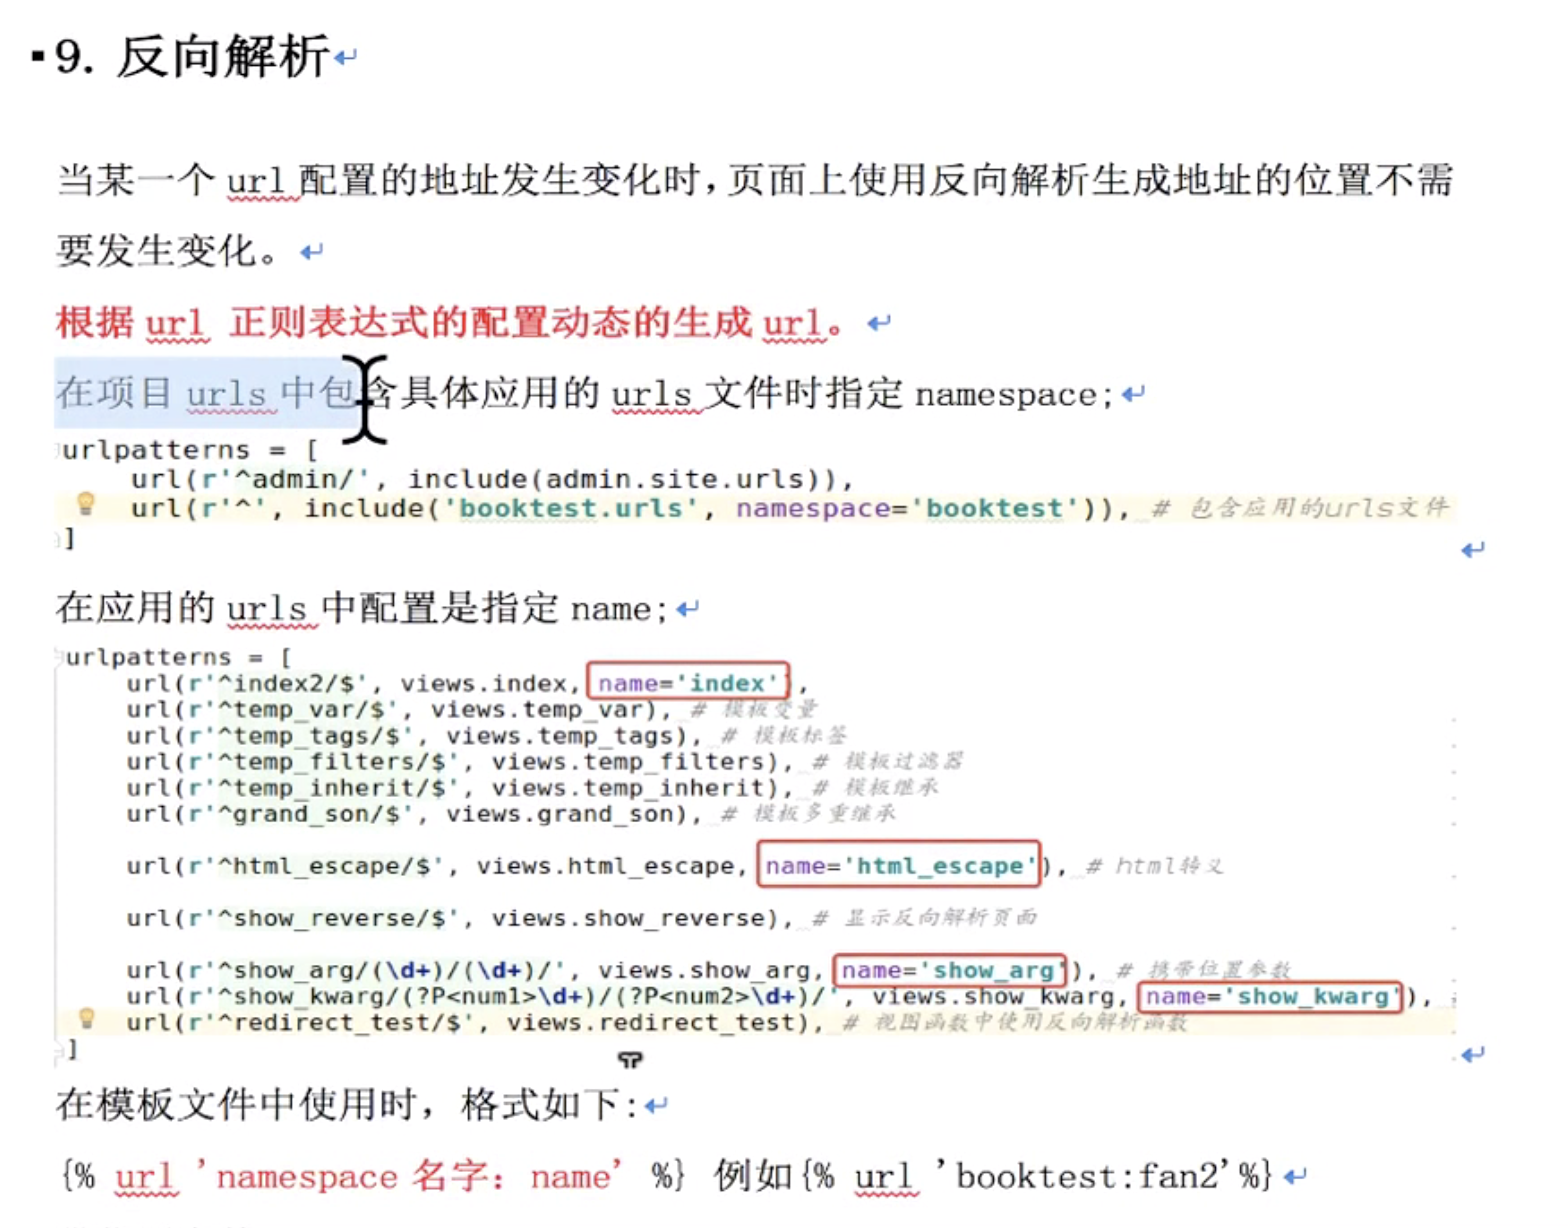 9. 反向解析
当某一个 url 配置的地址发生变化时,页面上使用反向解析生成地址的位置不需
要发生变化。
根据 url 正则表达式的配置动态的生成 url。
在项目 urls 中包含具体应用的 urls 文件时指定 namespace;
urlpatterns = [
url(r'^admin/', include(admin.site.urls)),
url(r'^', include('booktest.urls', namespace='booktest')), # 包含应用的urls文件
]
在应用的 urls 中配置是指定 name;
urlpatterns = [
url(r'^index2/$', views.index, name='index'),
url(r'^temp_var/$', views.temp_var), # 模板变量
url(r'^temp_tags/$', views.temp_tags), # 模板标签
url(r'^temp_filters/$', views.temp_filters), # 模板过滤器
url(r'^temp_inherit/$', views.temp_inherit), # 模板继承
url(r'^grand_son/$', views.grand_son), # 模板多重继承
url(r'^html_escape/$', views.html_escape, name='html_escape'), # html转义
url(r'^show_reverse/$', views.show_reverse), # 显示反向解析页面
url(r'^show_arg/(\d+)/(\d+)/', views.show_arg, name='show_arg'), # 携带位置参数
url(r'^show_kwarg/(?P<num1>\d+)/(?P<num2>\d+)/', views.show_kwarg, name='show_kwarg'),
url(r'^redirect_test/$', views.redirect_test), # 视图函数中使用反向解析函数
]
在模板文件中使用时，格式如下:
{% url 'namespace 名字：name' %} 例如{% url 'booktest:fan2'%}